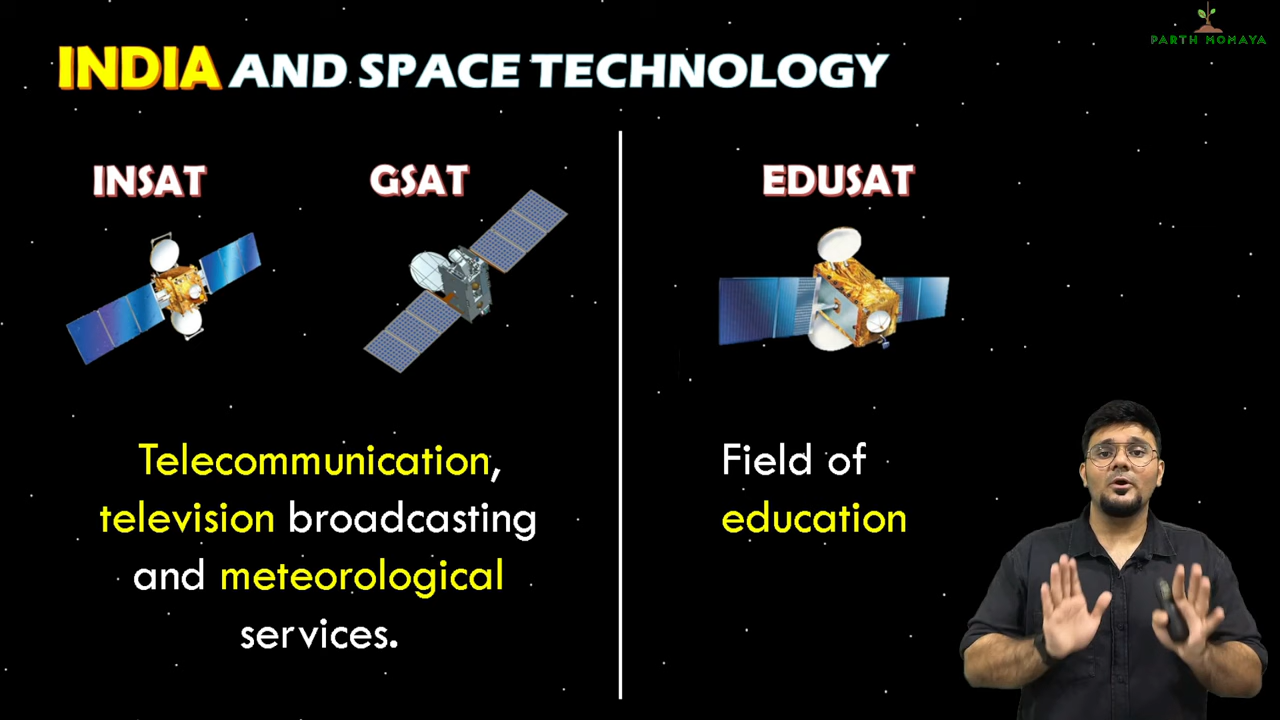 PARTH MOMAYA
INDIA AND SPACE TECHNOLOGY
INSAT
GSAT
EDUSAT
Telecommunication,
television broadcasting
and meteorological
services.
Field of
education